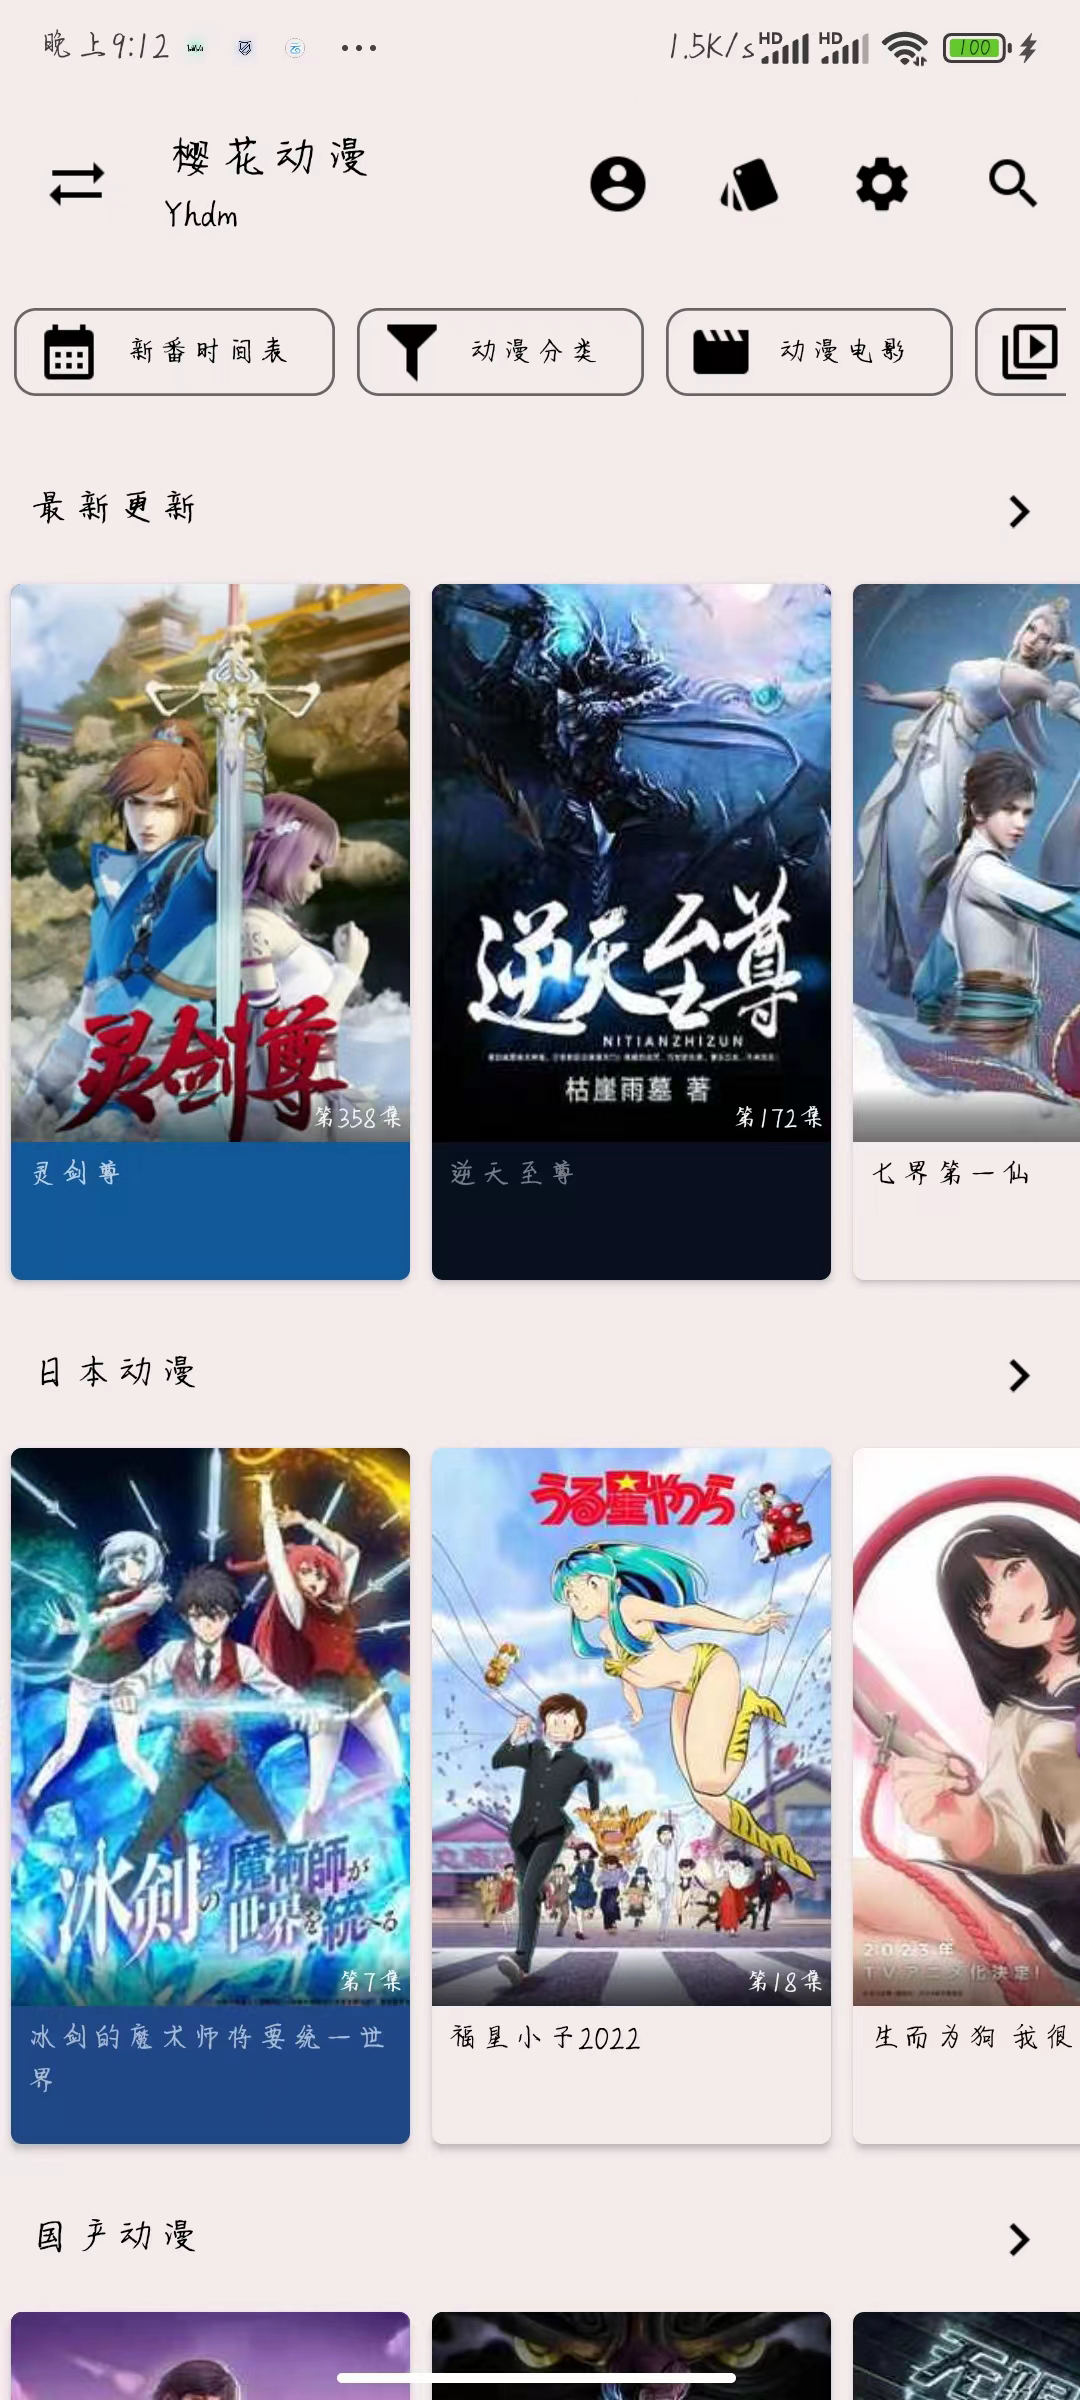 晚上9:12
1.5K/s HD HD 100
樱花动漫
Yhdm
新番时间表 动漫分类 动漫电影
最新更新
灵剑尊
第358集
逆天至尊
NITIANZHIZUN
枯崖雨墓 著
第172集
灵剑尊
逆天至尊
七界第一仙
日本动漫
冰剣の魔術師が世界を統べる
第7集
うる星やつら
第18集
2023年
TVアニメ化決定!
冰剑的魔术师将要统一世
界
福星小子2022
生而为狗 我很
国产动漫